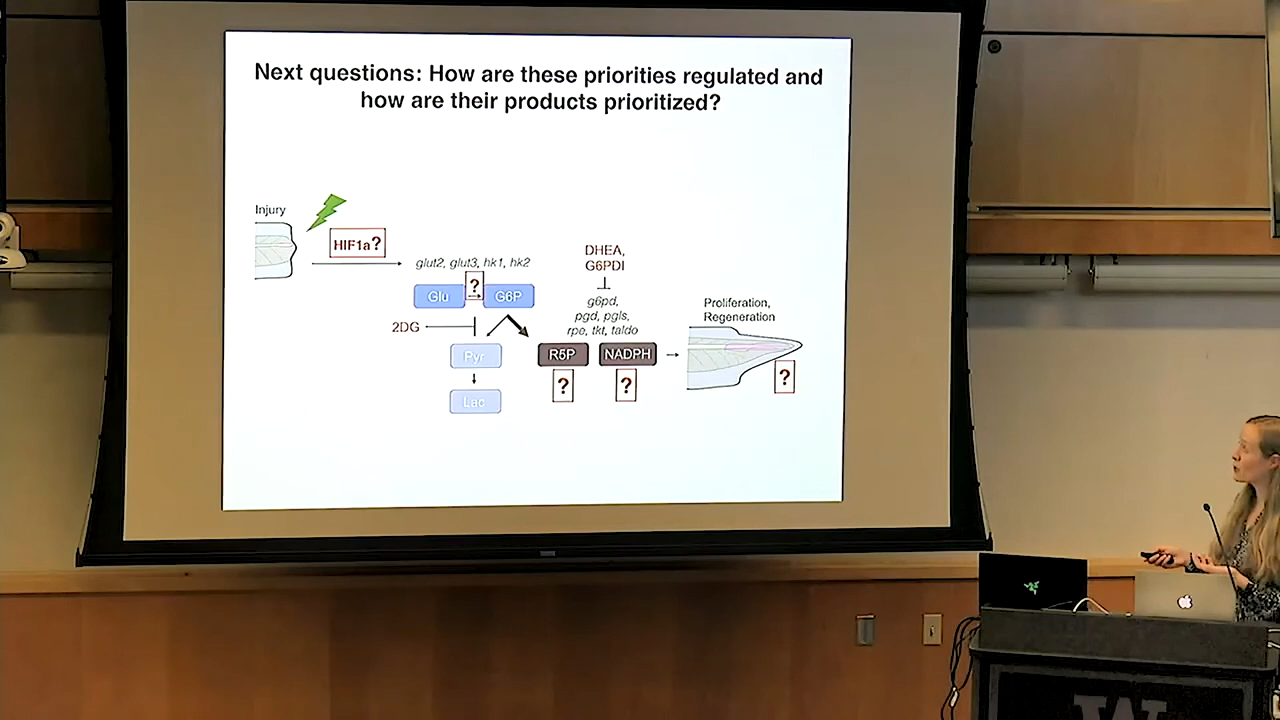 Next questions: How are these priorities regulated and
how are their products prioritized?
Injury
HIF1a?
glut2, glut3, hk1, hk2
Glu
?
G6P
DHEA,
G6PDI
g6pd,
pgd, pgls,
rpe, tkt, taldo
2DG
Pyr
R5P
NADPH
Lac
?
?
Proliferation,
Regeneration
?
W